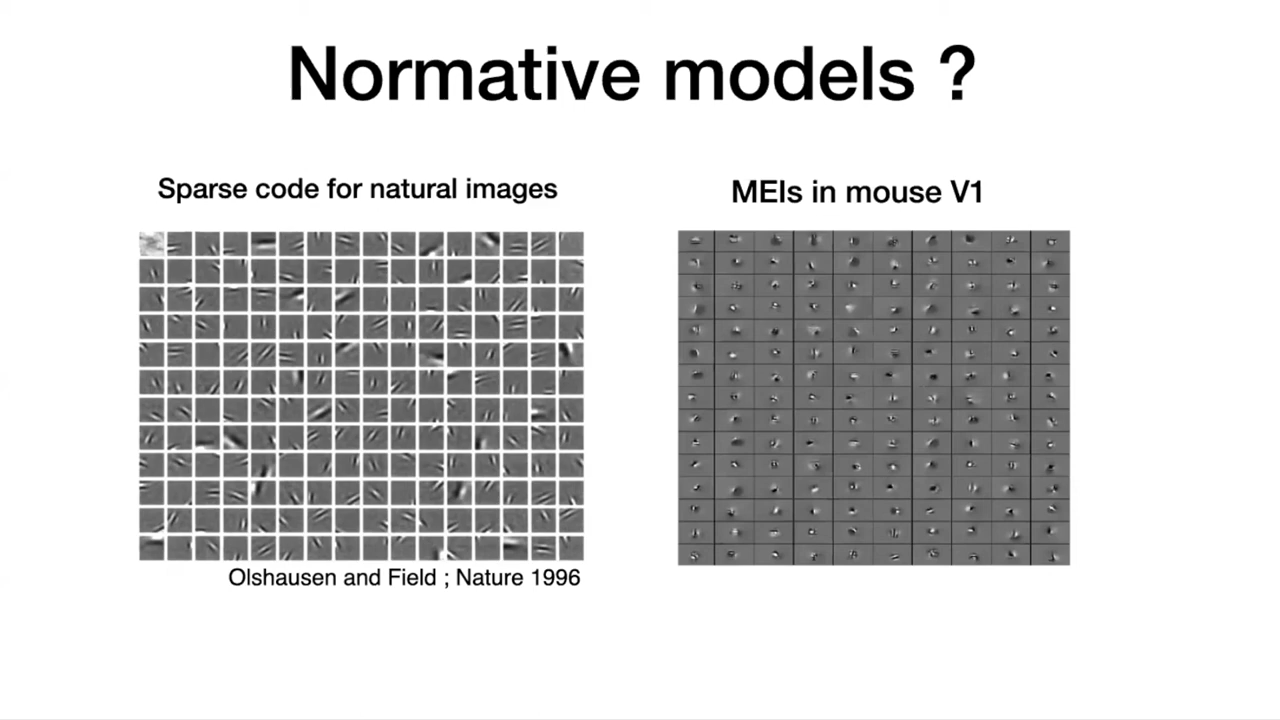 Normative models ?
Sparse code for natural images
MEIs in mouse V1
Olshausen and Field ; Nature 1996